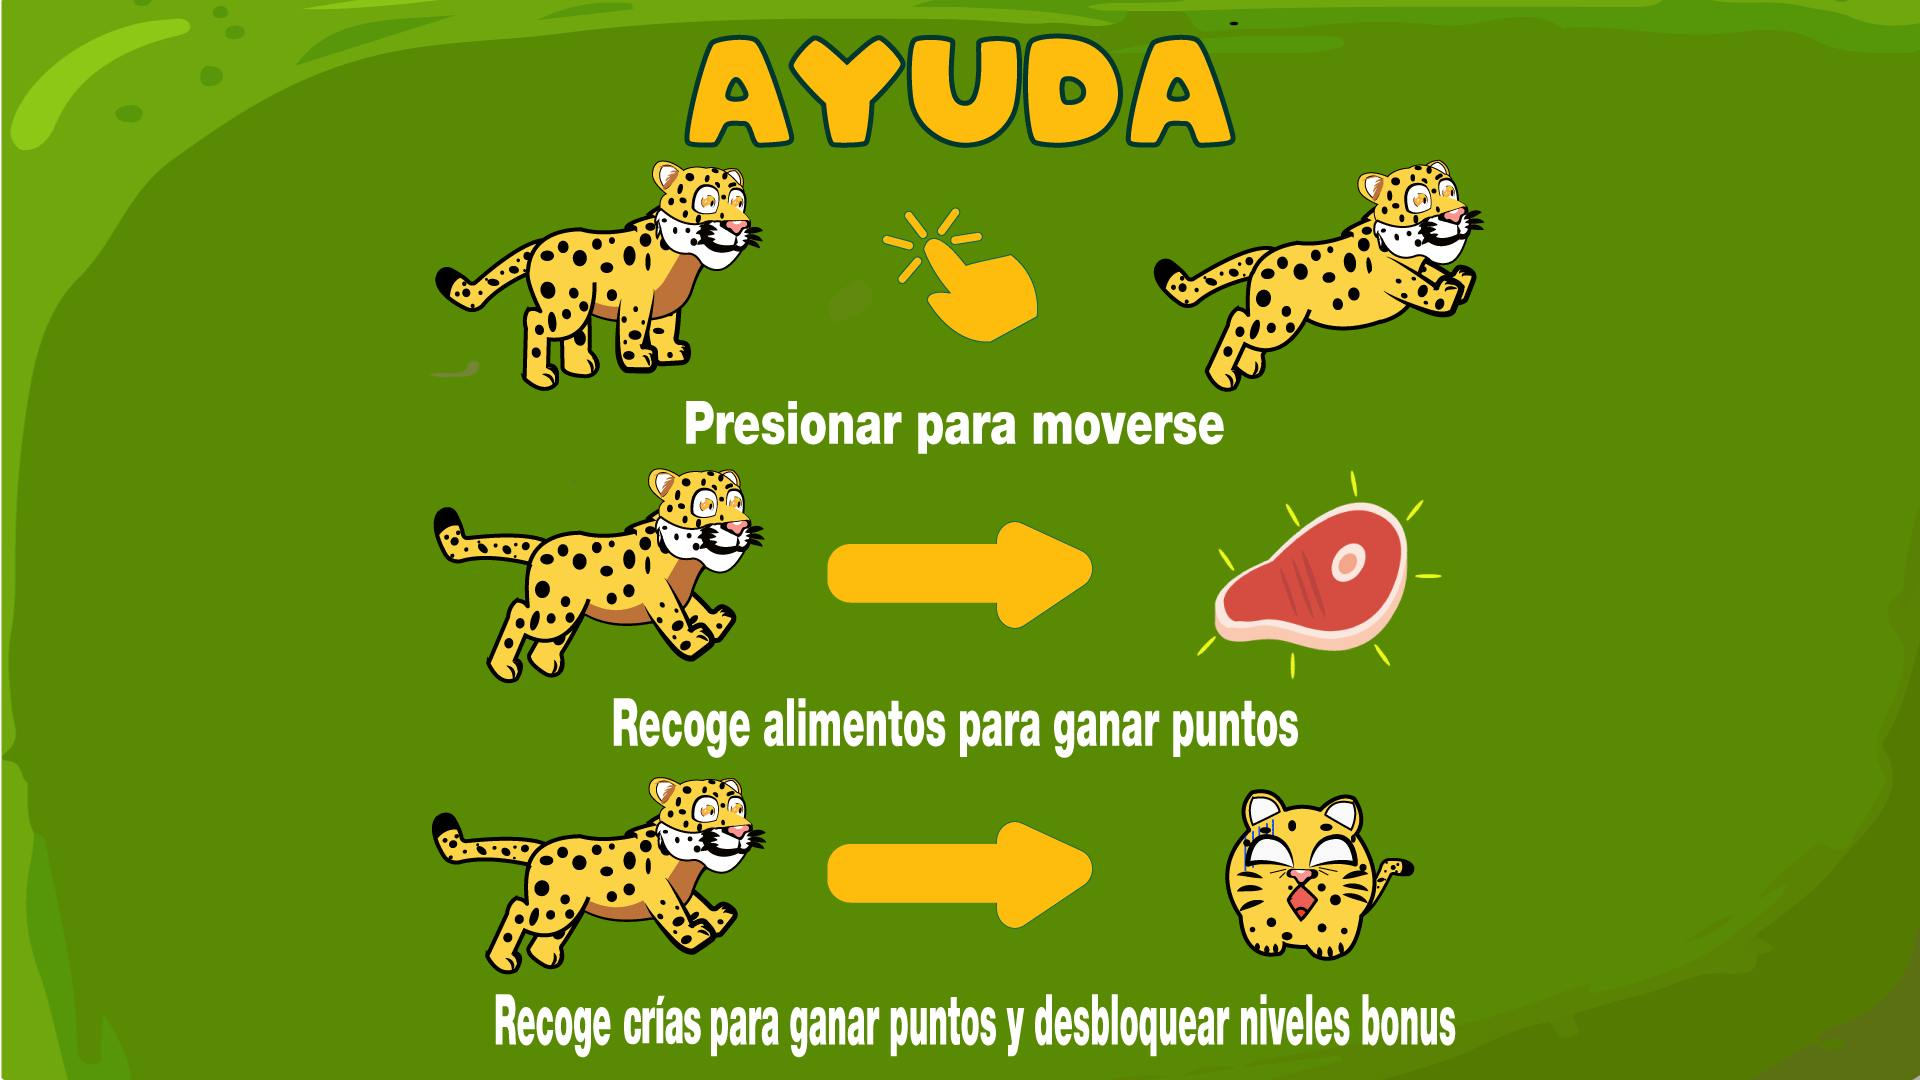 AYUDA
Presionar para moverse
Recoge alimentos para ganar puntos
Recoge crías para ganar puntos y desbloquear niveles bonus